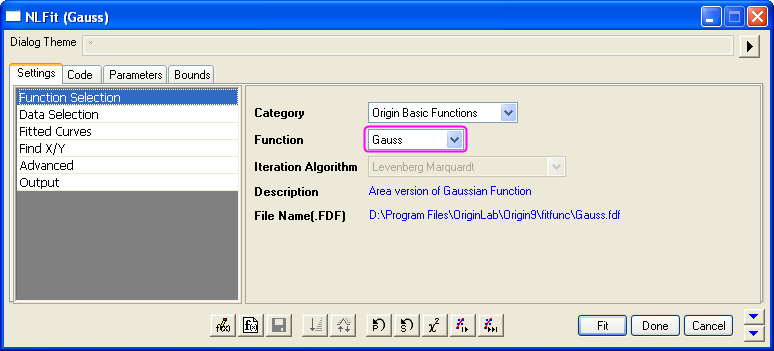 NLFit (Gauss)
Dialog Theme *
Settings Code Parameters Bounds
Function Selection
Data Selection
Fitted Curves
Find X/Y
Advanced
Output
Category Origin Basic Functions
Function Gauss
Iteration Algorithm Levenberg Marquardt
Description Area version of Gaussian Function
File Name(.FDF) D:\Program Files\OriginLab\Origin9\fitfunc\Gauss.fdf
Fit Done Cancel